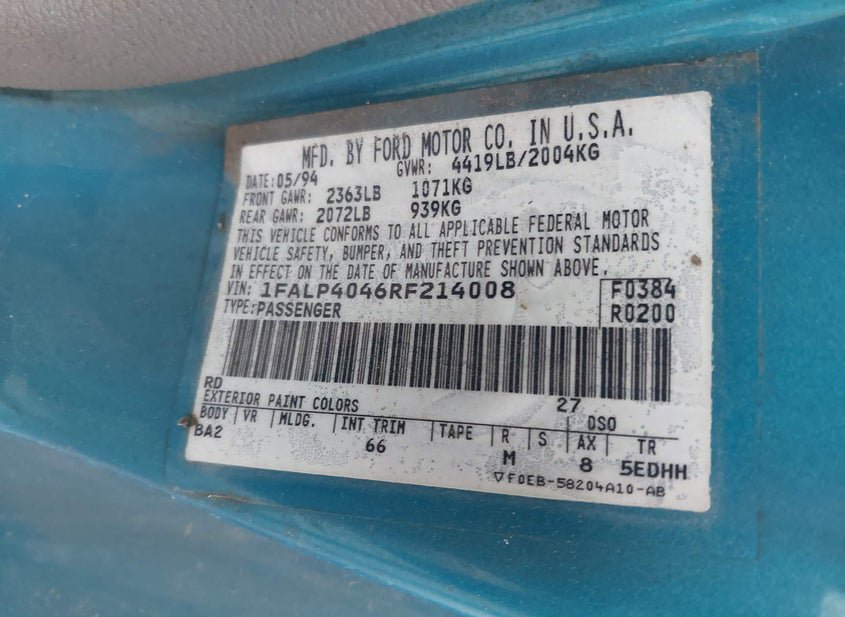 MFD. BY FORD MOTOR CO. IN U.S.A.
DATE: 05/94 GVWR: 4419LB/2004KG
FRONT GAWR: 2363LB 1071KG
REAR GAWR: 2072LB 939KG
THIS VEHICLE CONFORMS TO ALL APPLICABLE FEDERAL MOTOR
VEHICLE SAFETY, BUMPER, AND THEFT PREVENTION STANDARDS
IN EFFECT ON THE DATE OF MANUFACTURE SHOWN ABOVE.
VIN: 1FALP4046RF214008 F0384
TYPE: PASSENGER R0200
RD
EXTERIOR PAINT COLORS 27 DSO
BODY VR MLDG. INT TRIM TAPE R S AX TR
BA2 66 M 8 5EDHH
▽F0EB-58204A10-AB